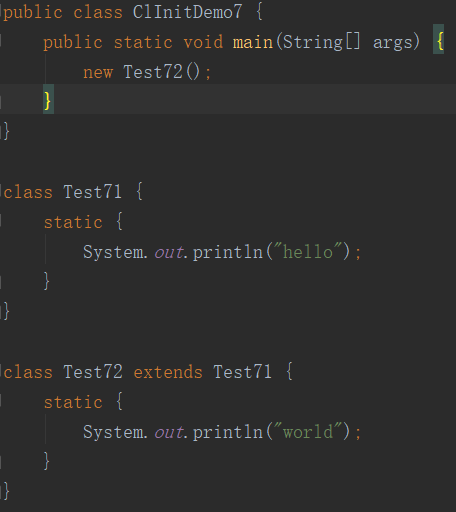 public class ClInitDemo7 {
    public static void main(String[] args) {
        new Test72();
    }
}

class Test71 {
    static {
        System.out.println("hello");
    }
}

class Test72 extends Test71 {
    static {
        System.out.println("world");
    }
}